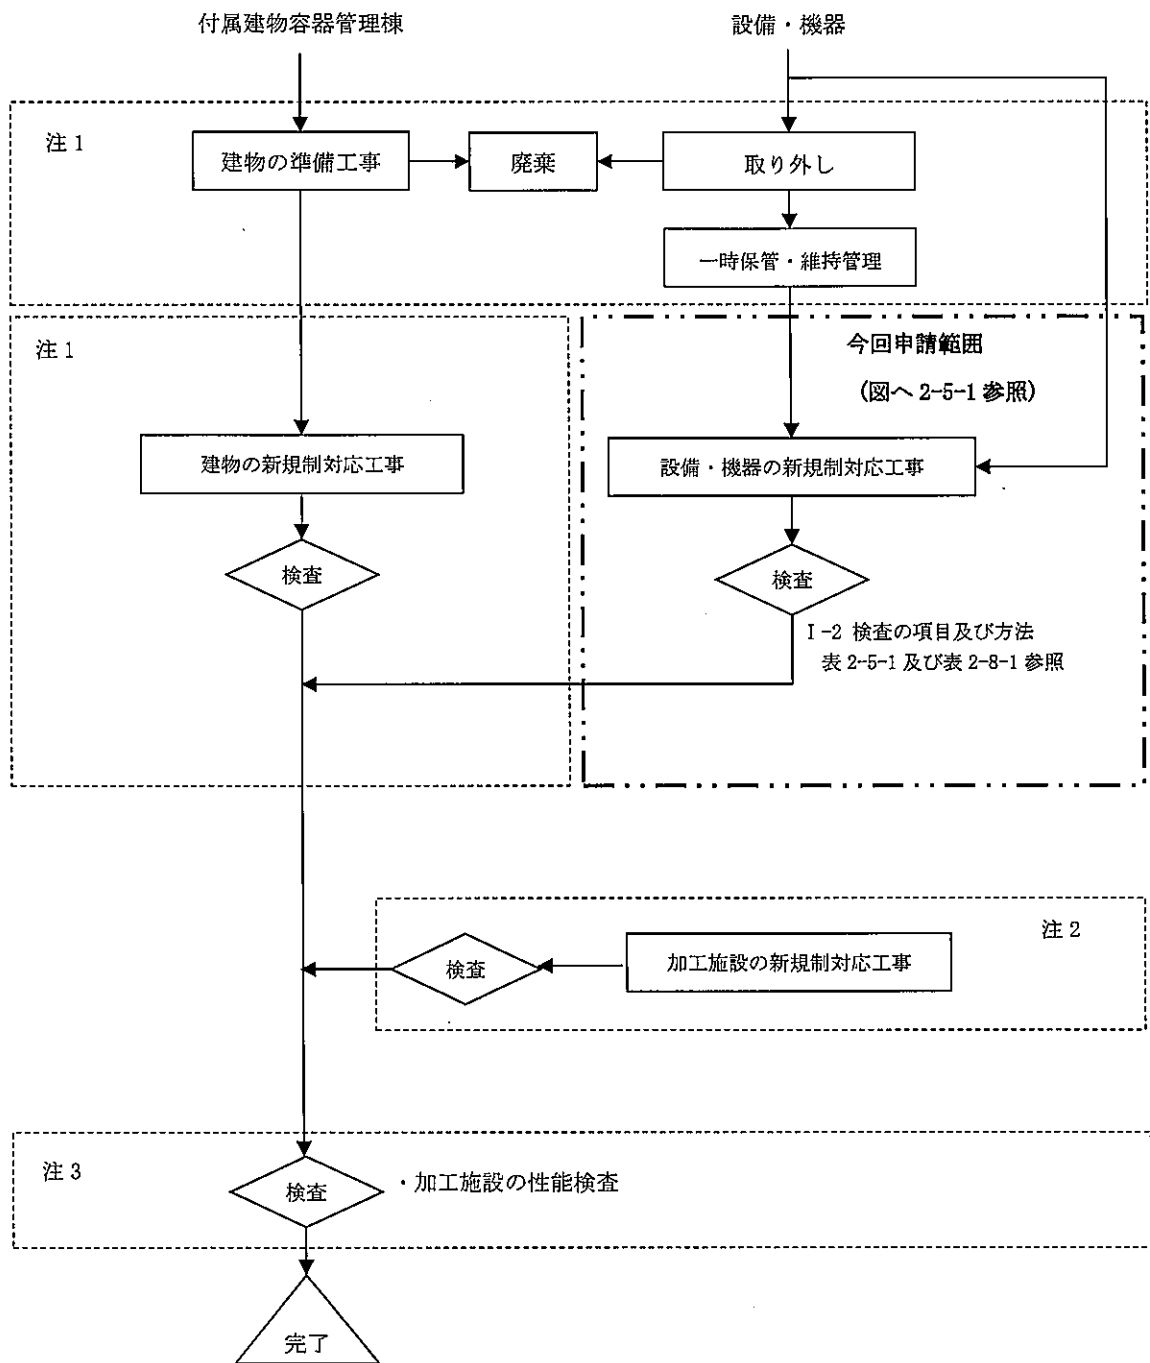 付属建物容器管理棟
設備・機器
注1
建物の準備工事
廃棄
取り外し
一時保管・維持管理
注1
今回申請範囲
(図へ 2-5-1 参照)
建物の新規制対応工事
設備・機器の新規制対応工事
検査
検査
I-2 検査の項目及び方法
表 2-5-1 及び表 2-8-1 参照
注2
検査
加工施設の新規制対応工事
注3
検査
・加工施設の性能検査
完了